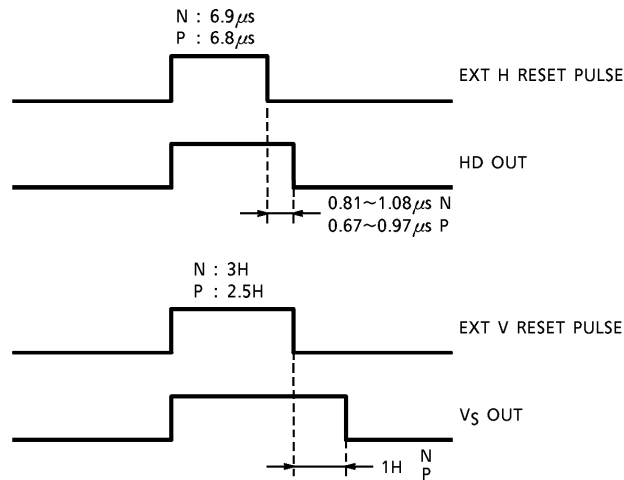 N : 6.9μs
P : 6.8μs
EXT H RESET PULSE
HD OUT
0.81~1.08μs N
0.67~0.97μs P
N : 3H
P : 2.5H
EXT V RESET PULSE
VS OUT
1H N
P